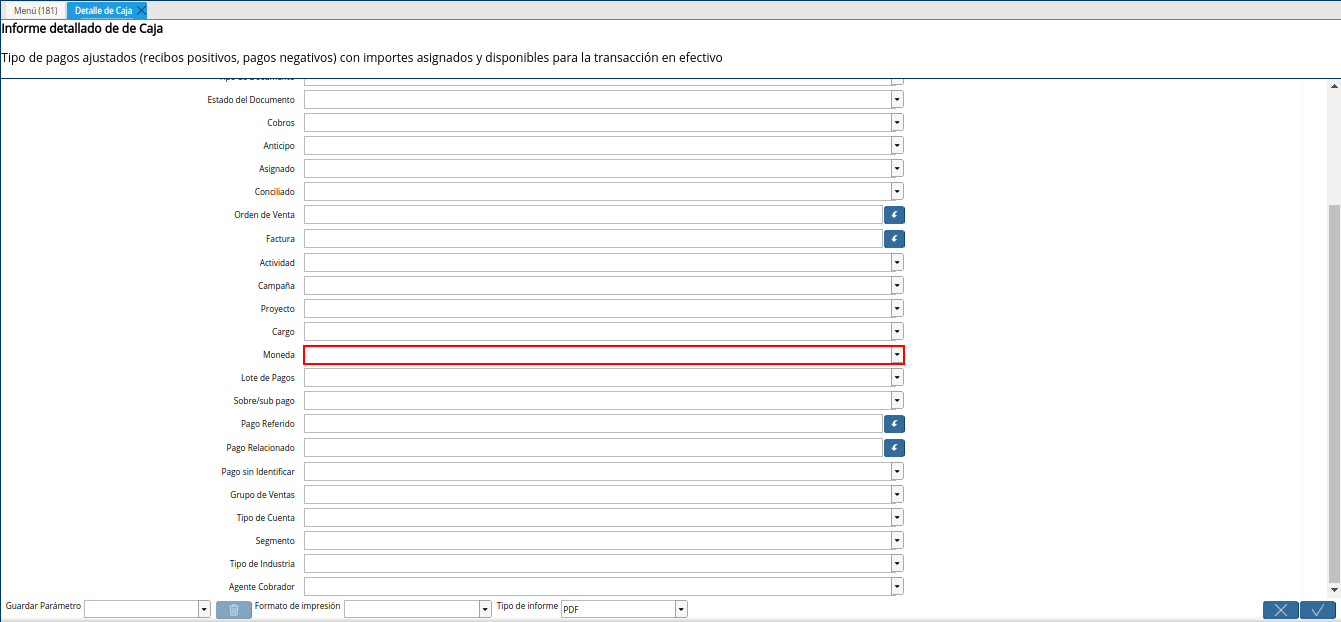 Menú (181)
Detalle de Caja
Informe detallado de de Caja
Tipo de pagos ajustados (recibos positivos, pagos negativos) con importes asignados y disponibles para la transacción en efectivo
Estado del Documento
Cobros
Anticipo
Asignado
Conciliado
Orden de Venta
Factura
Actividad
Campaña
Proyecto
Cargo
Moneda
Lote de Pagos
Sobre/sub pago
Pago Referido
Pago Relacionado
Pago sin Identificar
Grupo de Ventas
Tipo de Cuenta
Segmento
Tipo de Industria
Agente Cobrador
Guardar Parámetro
Formato de impresión
Tipo de informe
PDF